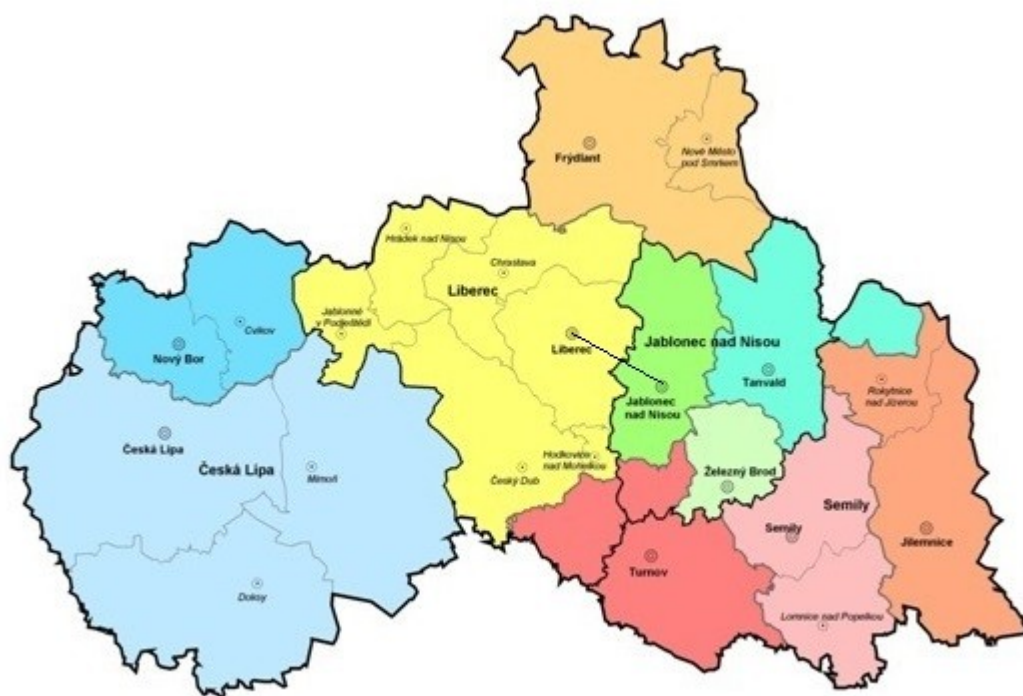 Frýdlant
Nové Město
pod Smrkem
Hrádek nad Nisou
Chrastava
Liberec
Jablonné
v Podještědí
Cvikov
Nový Bor
Liberec
Jablonec nad Nisou
Tanvald
Jablonec
nad Nisou
Rokytnice
nad Jizerou
Česká Lípa
Česká Lípa
Mimoň
Hodkovice
nad Mohelkou
Český Dub
Železný Brod
Semily
Semily
Jilemnice
Turnov
Doksy
Lomnice nad Popelkou